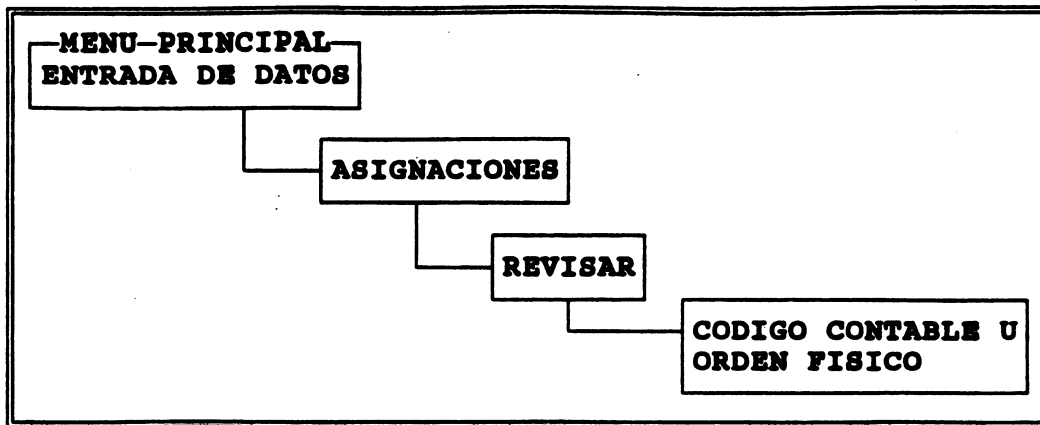 MENU-PRINCIPAL
ENTRADA DE DATOS
ASIGNACIONES
REVISAR
CODIGO CONTABLE U
ORDEN FISICO